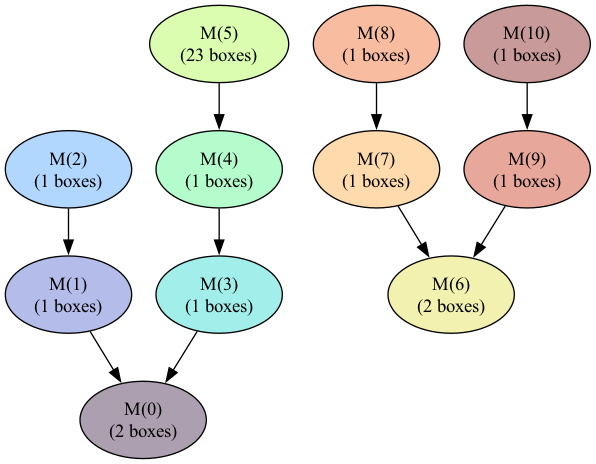 M(5)
(23 boxes)
M(8)
(1 boxes)
M(10)
(1 boxes)
M(2)
(1 boxes)
M(4)
(1 boxes)
M(7)
(1 boxes)
M(9)
(1 boxes)
M(1)
(1 boxes)
M(3)
(1 boxes)
M(6)
(2 boxes)
M(0)
(2 boxes)